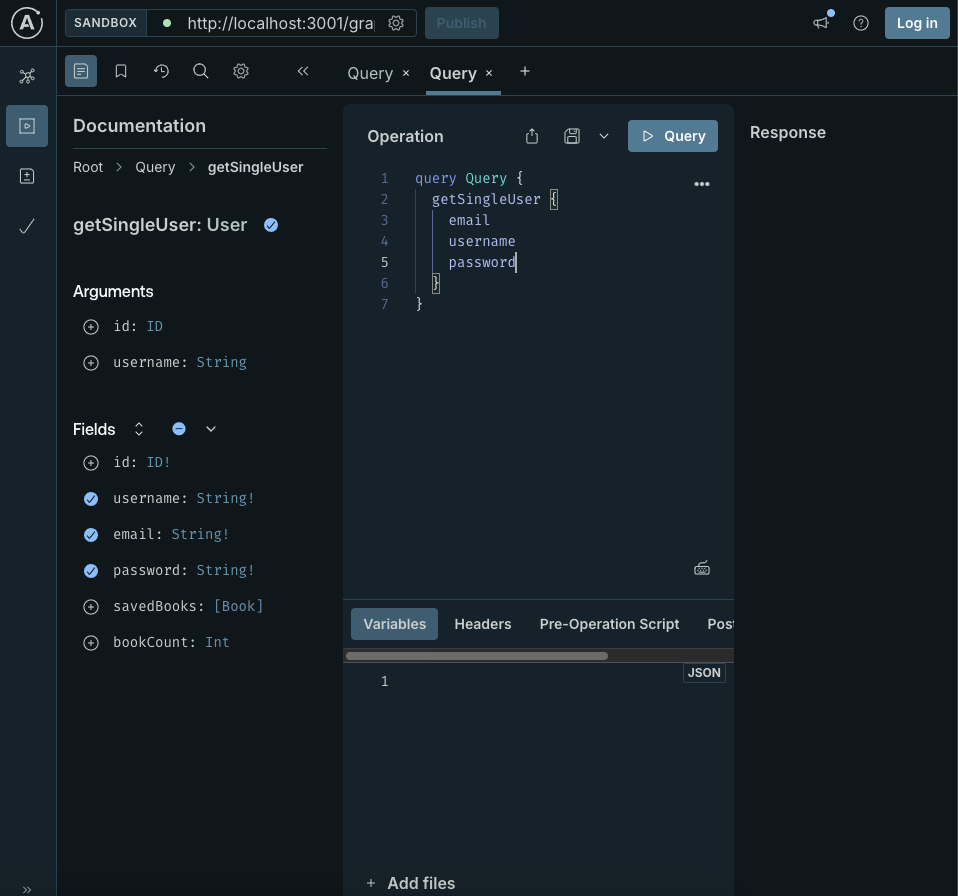 A
SANDBOX
http://localhost:3001/gra
Publish
Log in
Query ×
Query ×
+
Documentation
Root > Query > getSingleUser
getSingleUser: User
Arguments
id: ID
username: String
Fields
id: ID!
username: String!
email: String!
password: String!
savedBooks: [Book]
bookCount: Int
Operation
Query
1 query Query {
2 getSingleUser {
3 email
4 username
5 password
6 }
7 }
Variables
Headers
Pre-Operation Script
Post
1
JSON
+ Add files
Response